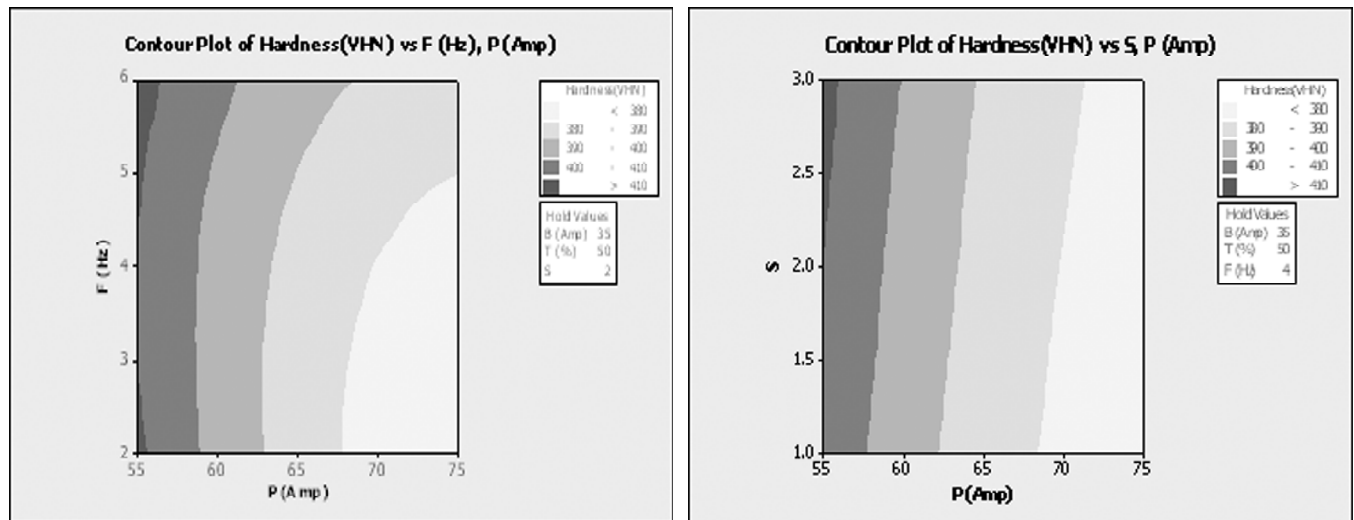 Contour Plot of Hardness(VHN) vs F (Hz), P (Amp)
6
5
4
3
2
F (Hz)
55 60 65 70 75
P (Amp)
Hardness(VHN)
< 380
380 - 390
390 - 400
400 - 410
> 410
Hold Values
B (Amp) 35
T (%) 50
S 2
Contour Plot of Hardness(VHN) vs S, P (Amp)
3.0
2.5
2.0
1.5
1.0
S
55 60 65 70 75
P(Amp)
Hardness(VHN)
< 380
380 - 390
390 - 400
400 - 410
> 410
Hold Values
B (Amp) 35
T (%) 50
F (Hz) 4